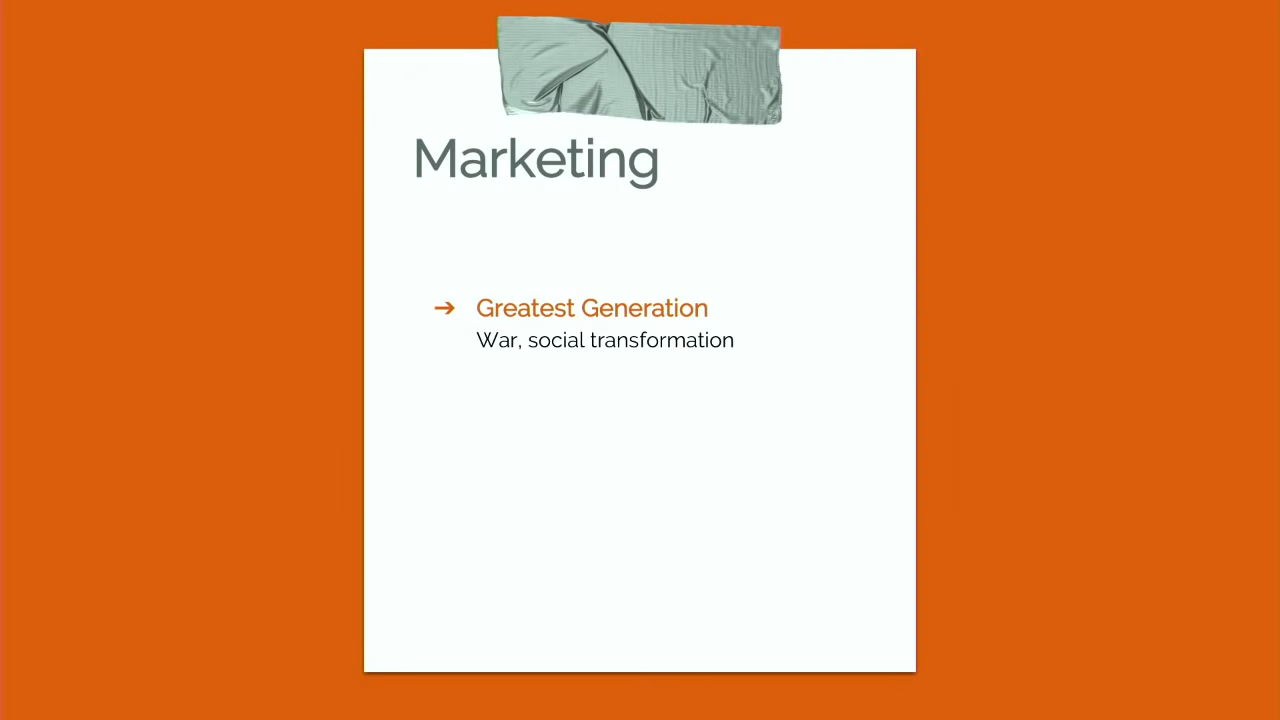 Marketing
➔ Greatest Generation
War, social transformation